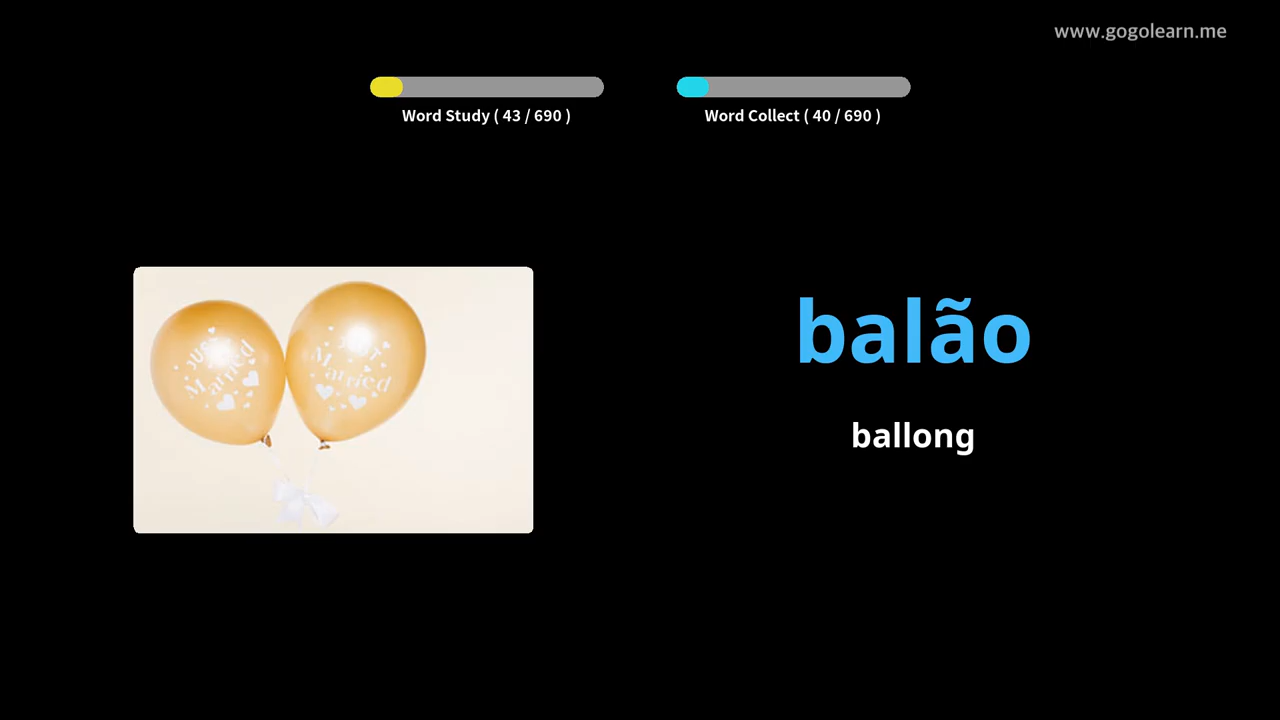 www.gogolearn.me
Word Study ( 43 / 690 )
Word Collect ( 40 / 690 )
JUST
Married
JUST
Married
balão
ballong